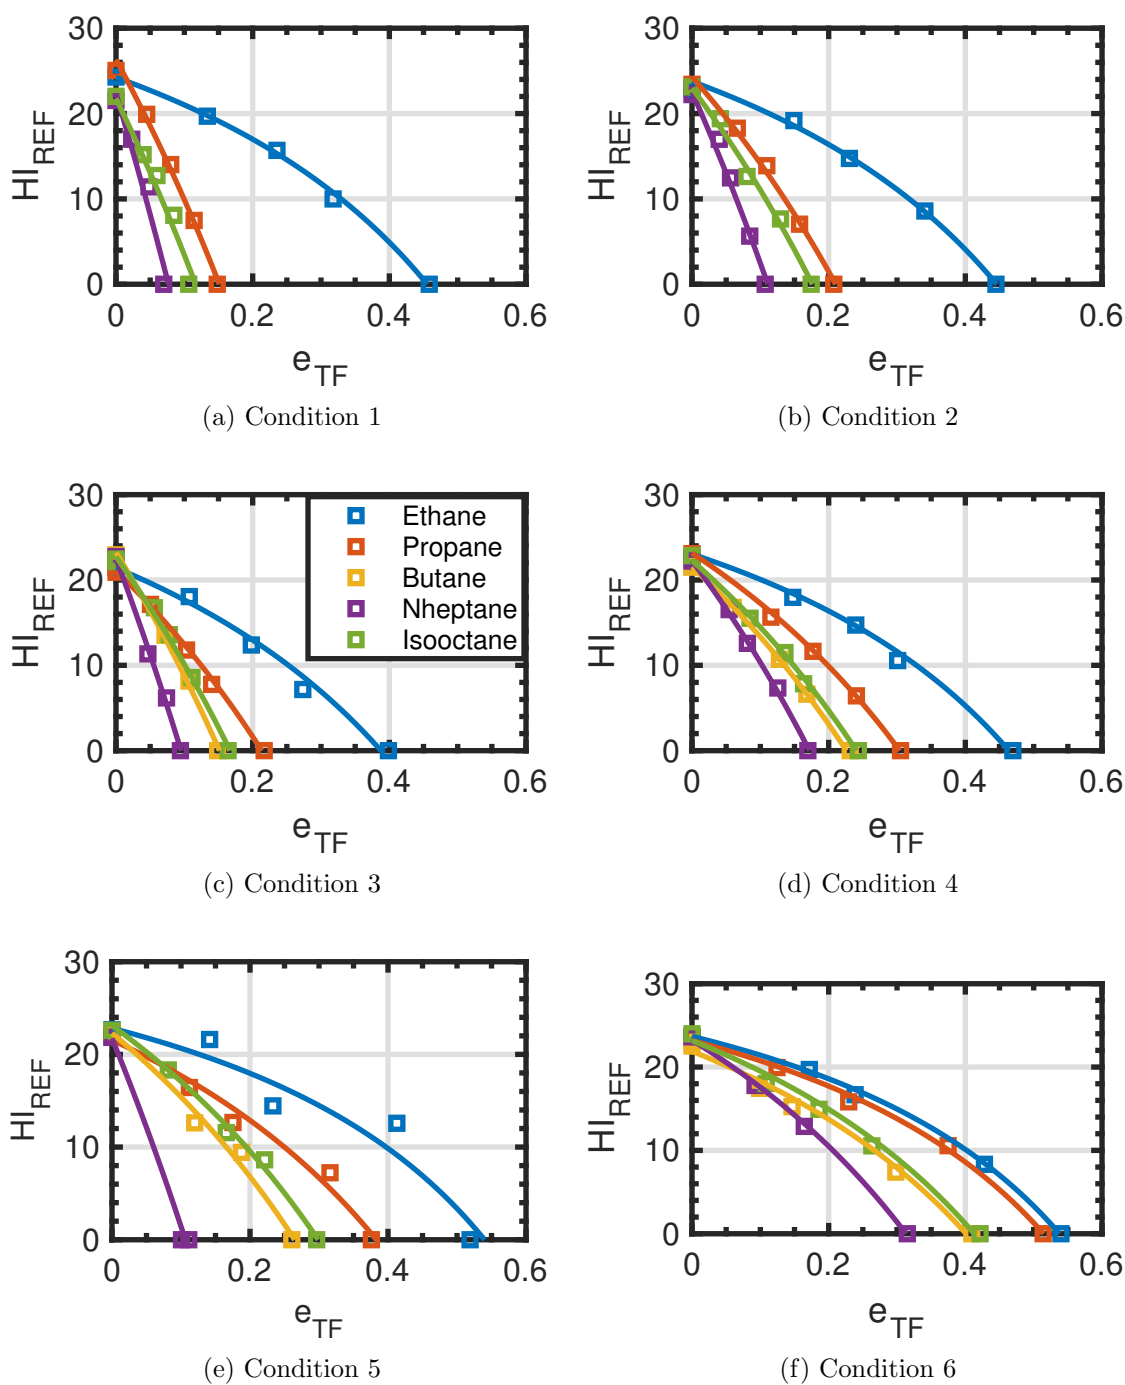 30
20
10
0
0
0.2
0.4
0.6
HI_REF
e_TF
(a) Condition 1
30
20
10
0
0
0.2
0.4
0.6
HI_REF
e_TF
(b) Condition 2
30
20
10
0
0
0.2
0.4
0.6
HI_REF
e_TF
Ethane
Propane
Butane
Nheptane
Isooctane
(c) Condition 3
30
20
10
0
0
0.2
0.4
0.6
HI_REF
e_TF
(d) Condition 4
30
20
10
0
0
0.2
0.4
0.6
HI_REF
e_TF
(e) Condition 5
30
20
10
0
0
0.2
0.4
0.6
HI_REF
e_TF
(f) Condition 6